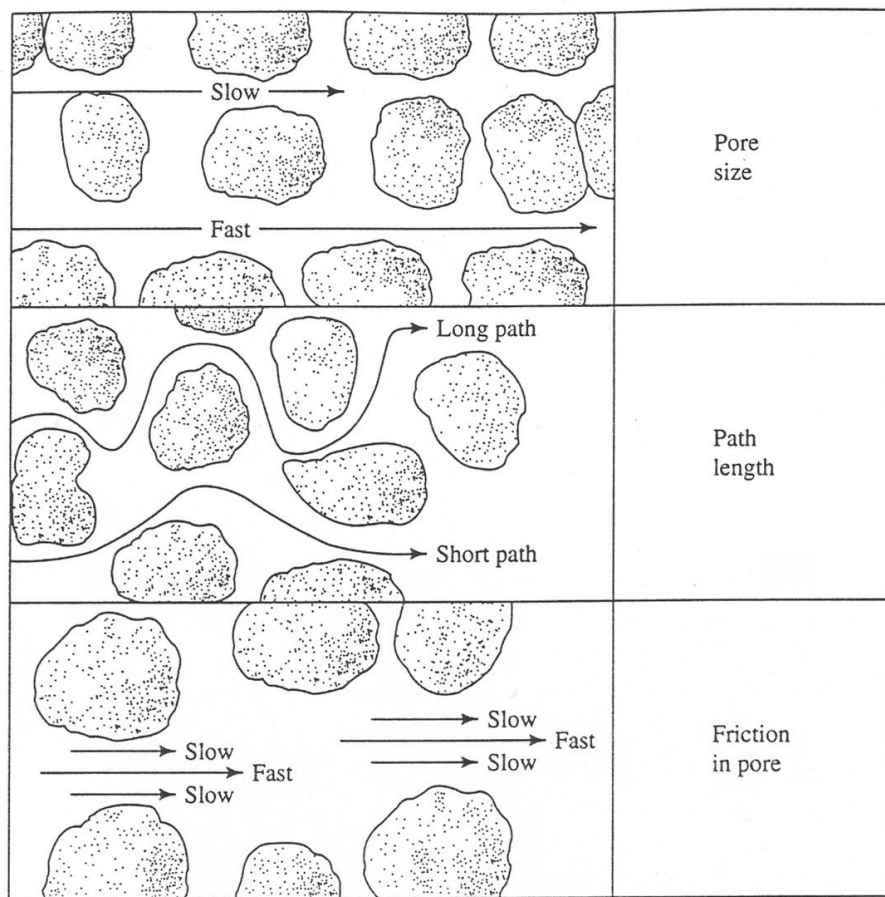 Slow
Fast
Pore
size
Long path
Short path
Path
length
Slow
Fast
Slow
Slow
Fast
Slow
Friction
in pore